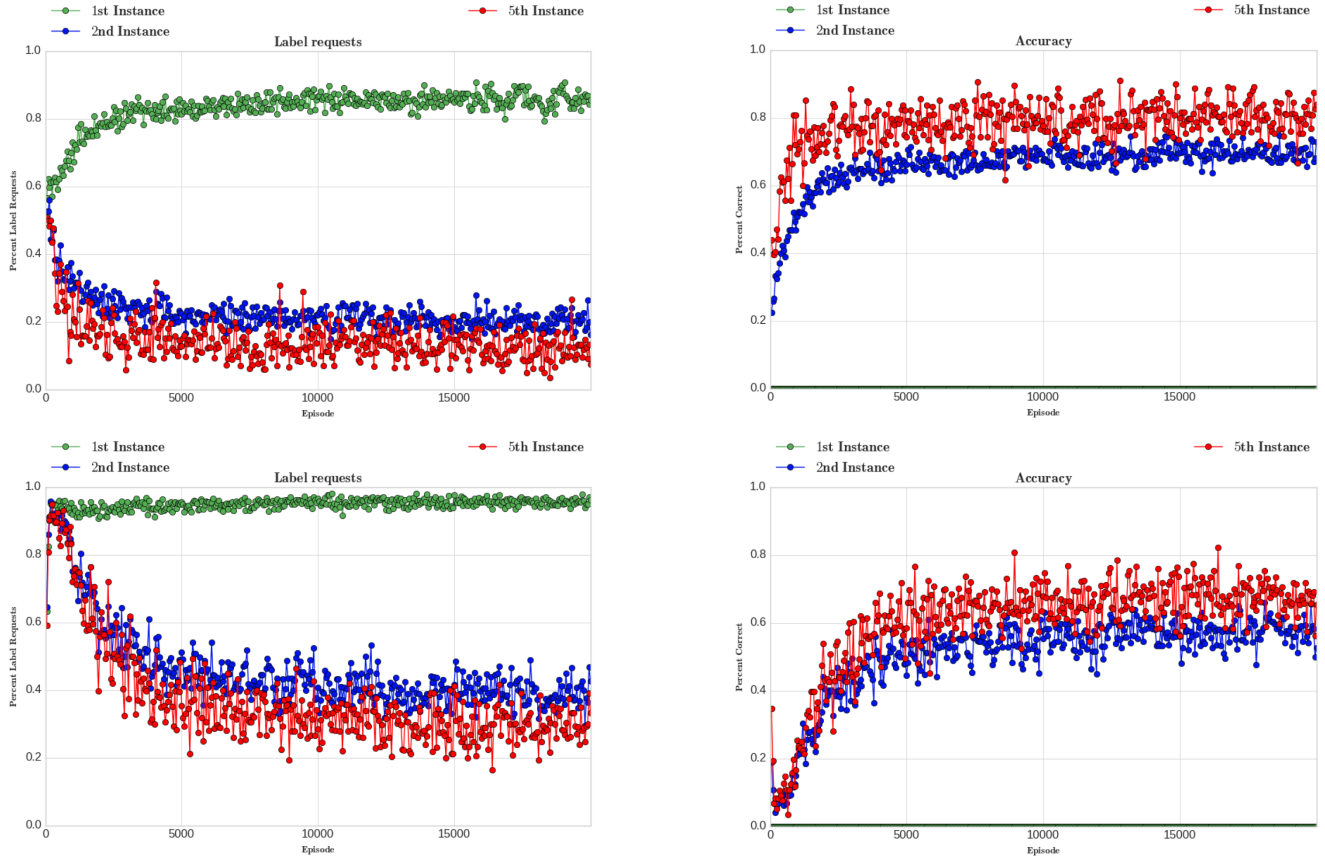 1st Instance
2nd Instance
5th Instance
Label requests
Percent Label Requests
1.0
0.8
0.6
0.4
0.2
0.0
0
5000
10000
15000
Episode
1st Instance
2nd Instance
5th Instance
Accuracy
Percent Correct
1.0
0.8
0.6
0.4
0.2
0.0
0
5000
10000
15000
Episode
1st Instance
2nd Instance
5th Instance
Label requests
Percent Label Requests
1.0
0.8
0.6
0.4
0.2
0.0
0
5000
10000
15000
Episode
1st Instance
2nd Instance
5th Instance
Accuracy
Percent Correct
1.0
0.8
0.6
0.4
0.2
0.0
0
5000
10000
15000
Episode